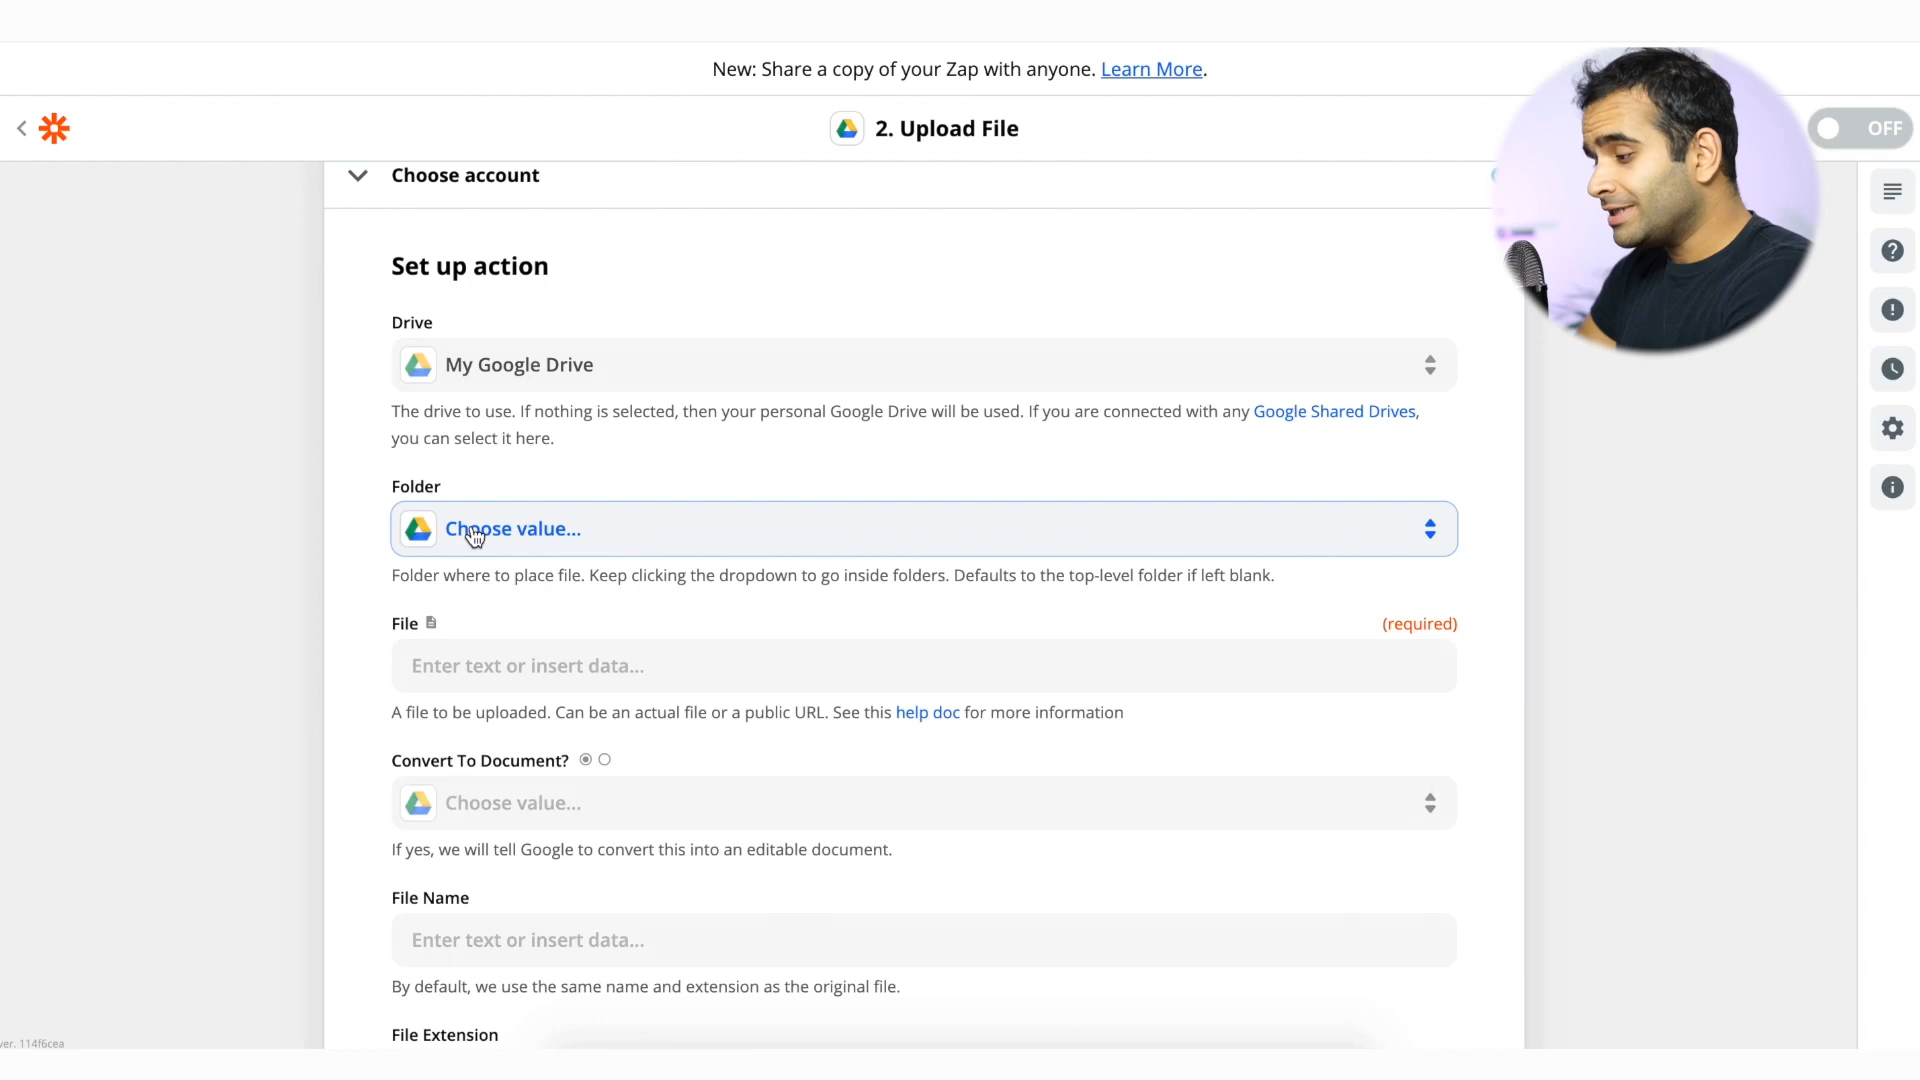 New: Share a copy of your Zap with anyone. Learn More.
2. Upload File
OFF
Choose account
Set up action
Drive
My Google Drive
The drive to use. If nothing is selected, then your personal Google Drive will be used. If you are connected with any Google Shared Drives,
you can select it here.
Folder
Choose value...
Folder where to place file. Keep clicking the dropdown to go inside folders. Defaults to the top-level folder if left blank.
File (required)
Enter text or insert data...
A file to be uploaded. Can be an actual file or a public URL. See this help doc for more information
Convert To Document?
Choose value...
If yes, we will tell Google to convert this into an editable document.
File Name
Enter text or insert data...
By default, we use the same name and extension as the original file.
File Extension
ver. 114f6cea